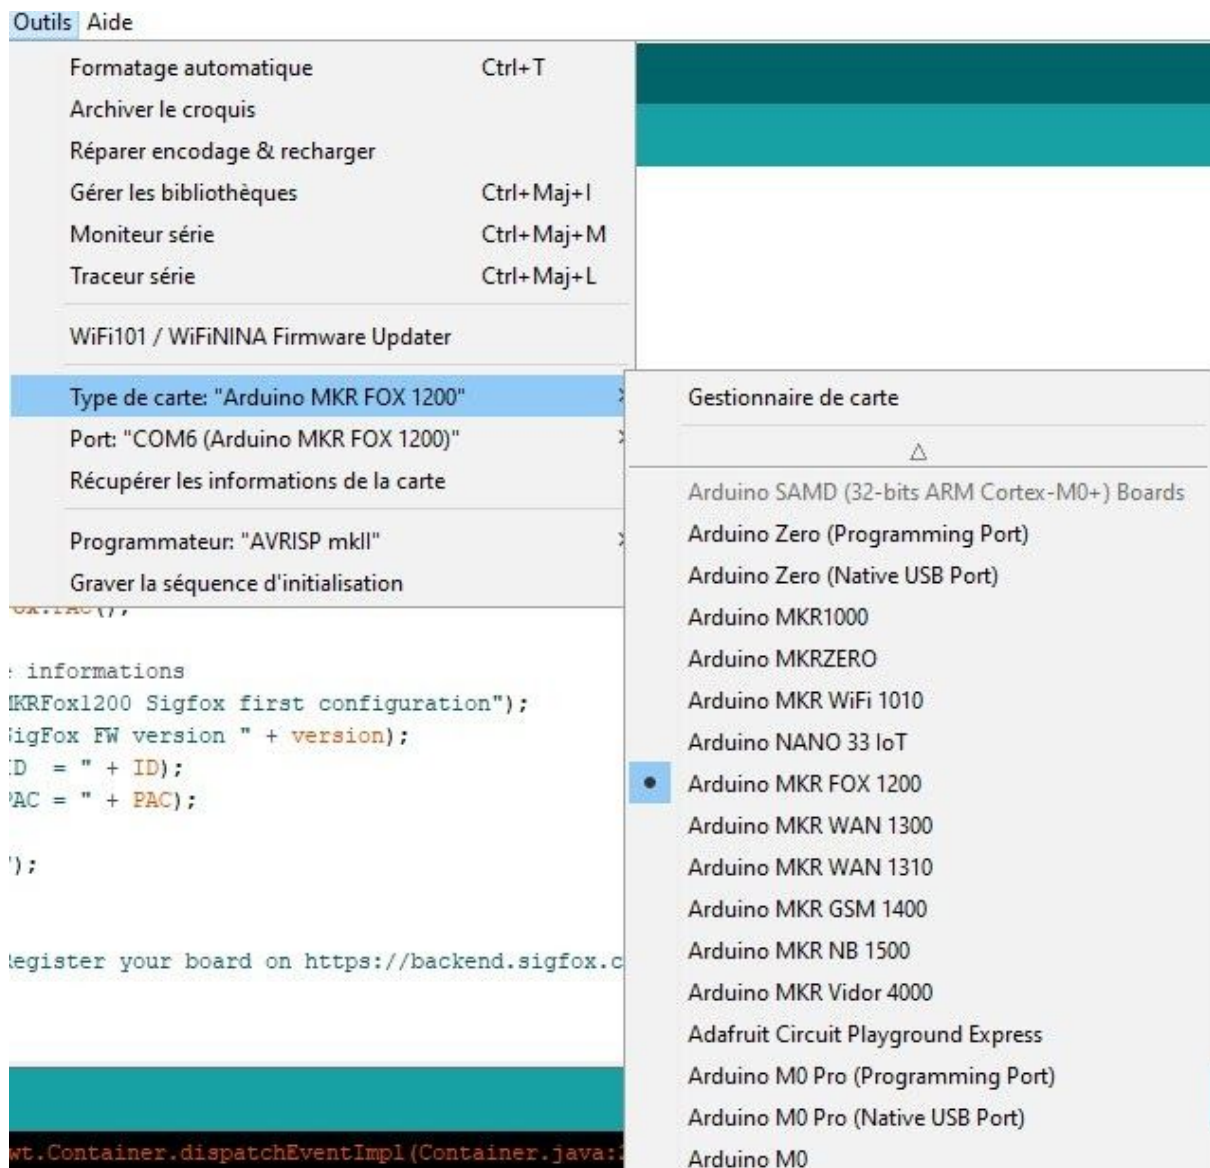 Outils Aide
Formatage automatique Ctrl+T
Archiver le croquis
Réparer encodage & recharger
Gérer les bibliothèques Ctrl+Maj+I
Moniteur série Ctrl+Maj+M
Traceur série Ctrl+Maj+L
WiFi101 / WiFiNINA Firmware Updater
Type de carte: "Arduino MKR FOX 1200"
Port: "COM6 (Arduino MKR FOX 1200)"
Récupérer les informations de la carte
Programmateur: "AVRISP mkII"
Graver la séquence d'initialisation
Gestionnaire de carte
Arduino SAMD (32-bits ARM Cortex-M0+) Boards
Arduino Zero (Programming Port)
Arduino Zero (Native USB Port)
Arduino MKR1000
Arduino MKRZERO
Arduino MKR WiFi 1010
Arduino NANO 33 IoT
Arduino MKR FOX 1200
Arduino MKR WAN 1300
Arduino MKR WAN 1310
Arduino MKR GSM 1400
Arduino MKR NB 1500
Arduino MKR Vidor 4000
Adafruit Circuit Playground Express
Arduino M0 Pro (Programming Port)
Arduino M0 Pro (Native USB Port)
Arduino M0
informations
MKRFox1200 Sigfox first configuration");
SigFox FW version " + version);
ID = " + ID);
PAC = " + PAC);
");
Register your board on https://backend.sigfox.c
wt.Container.dispatchEventImpl(Container.java: